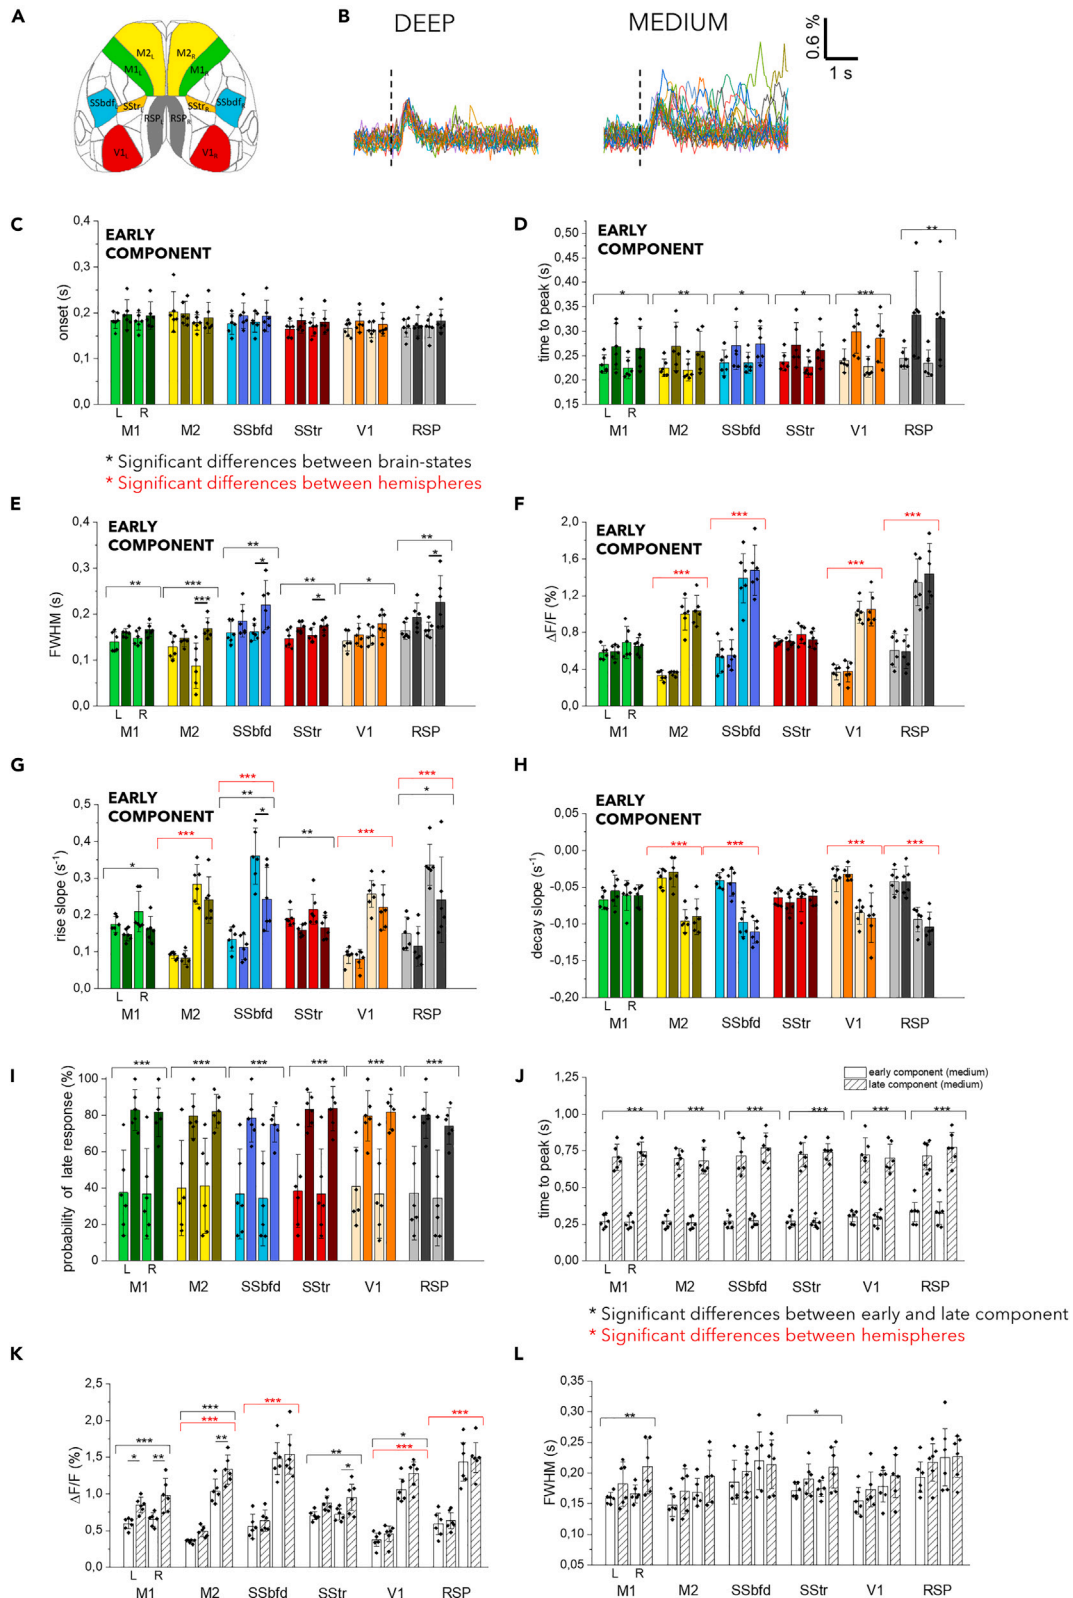 A
M2L
M2R
M1L
M1R
SSbdf
SStrL
SStrR
SSbdfR
RSPL
RSPR
V1L
V1R
B
DEEP
MEDIUM
0.6 %
1 s
C
EARLY
COMPONENT
onset (s)
0,4
0,3
0,2
0,1
0,0
L R
M1 M2 SSbfd SStr V1 RSP
* Significant differences between brain-states
* Significant differences between hemispheres
D
EARLY
COMPONENT
time to peak (s)
0,50
0,45
0,40
0,35
0,30
0,25
0,20
0,15
* ** * * *** **
L R
M1 M2 SSbfd SStr V1 RSP
E
EARLY
COMPONENT
FWHM (s)
0,4
0,3
0,2
0,1
0,0
** *** *** ** * ** * * ** *
L R
M1 M2 SSbfd SStr V1 RSP
F
EARLY
COMPONENT
ΔF/F (%)
2,0
1,6
1,2
0,8
0,4
0,0
*** *** *** ***
L R
M1 M2 SSbfd SStr V1 RSP
G
EARLY
COMPONENT
rise slope (s-1)
0,5
0,4
0,3
0,2
0,1
0,0
* *** *** ** * ** *** *** *
L R
M1 M2 SSbfd SStr V1 RSP
H
EARLY
COMPONENT
decay slope (s-1)
0,05
0,00
-0,05
-0,10
-0,15
-0,20
*** *** *** ***
L R
M1 M2 SSbfd SStr V1 RSP
I
probability of late response (%)
100
80
60
40
20
0
*** *** *** *** *** ***
L R
M1 M2 SSbfd SStr V1 RSP
J
early component (medium)
late component (medium)
time to peak (s)
1,25
1,00
0,75
0,50
0,25
0,00
*** *** *** *** *** ***
L R
M1 M2 SSbfd SStr V1 RSP
* Significant differences between early and late component
* Significant differences between hemispheres
K
ΔF/F (%)
2,5
2,0
1,5
1,0
0,5
0,0
*** * ** *** *** ** *** ** * * *** ***
L R
M1 M2 SSbfd SStr V1 RSP
L
FWHM (s)
0,35
0,30
0,25
0,20
0,15
0,10
0,05
** *
L R
M1 M2 SSbfd SStr V1 RSP